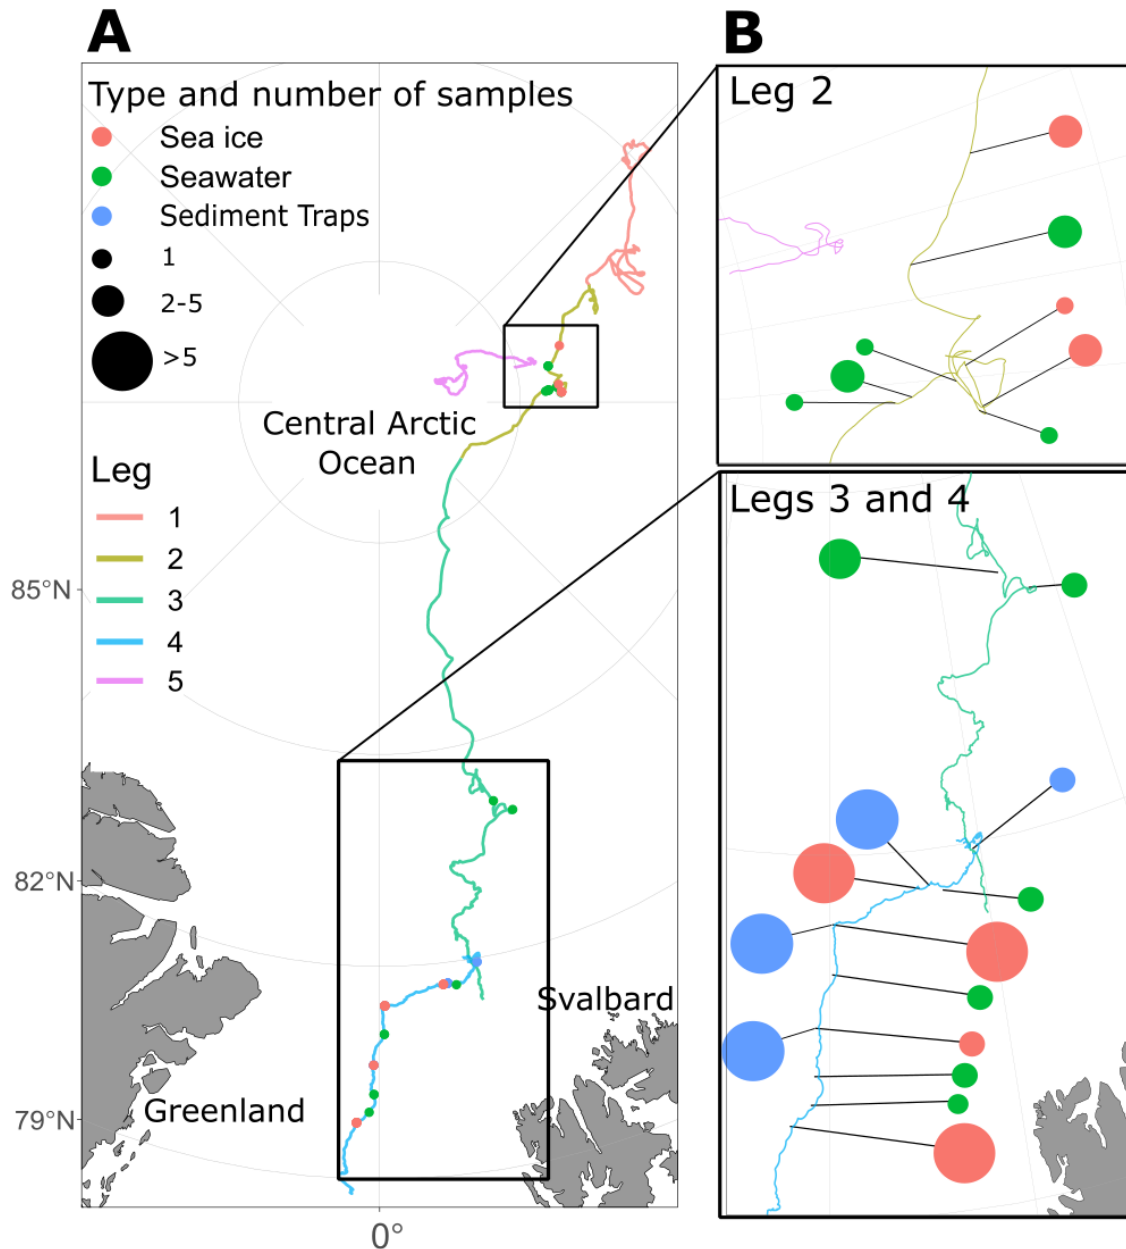 A
B
Type and number of samples
Sea ice
Seawater
Sediment Traps
1
2-5
>5
Leg 2
Central Arctic
Ocean
Leg
1
2
3
4
5
Legs 3 and 4
85°N
82°N
79°N
Svalbard
Greenland
0°